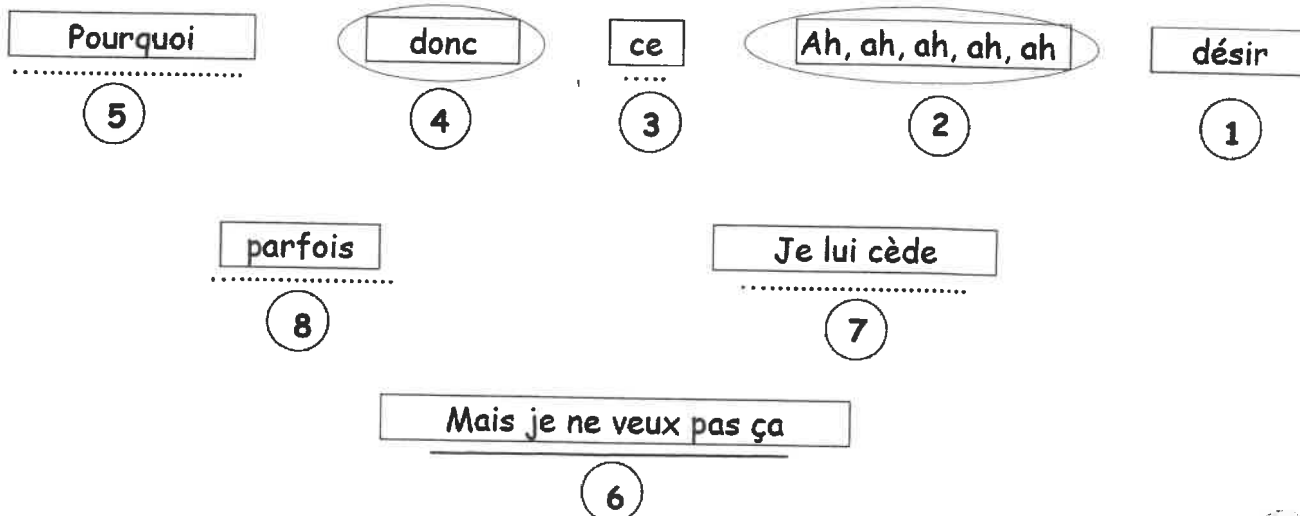 Pourquoi donc ce Ah, ah, ah, ah, ah désir
5 4 3 2 1
parfois Je lui cède
8 7
Mais je ne veux pas ça
6